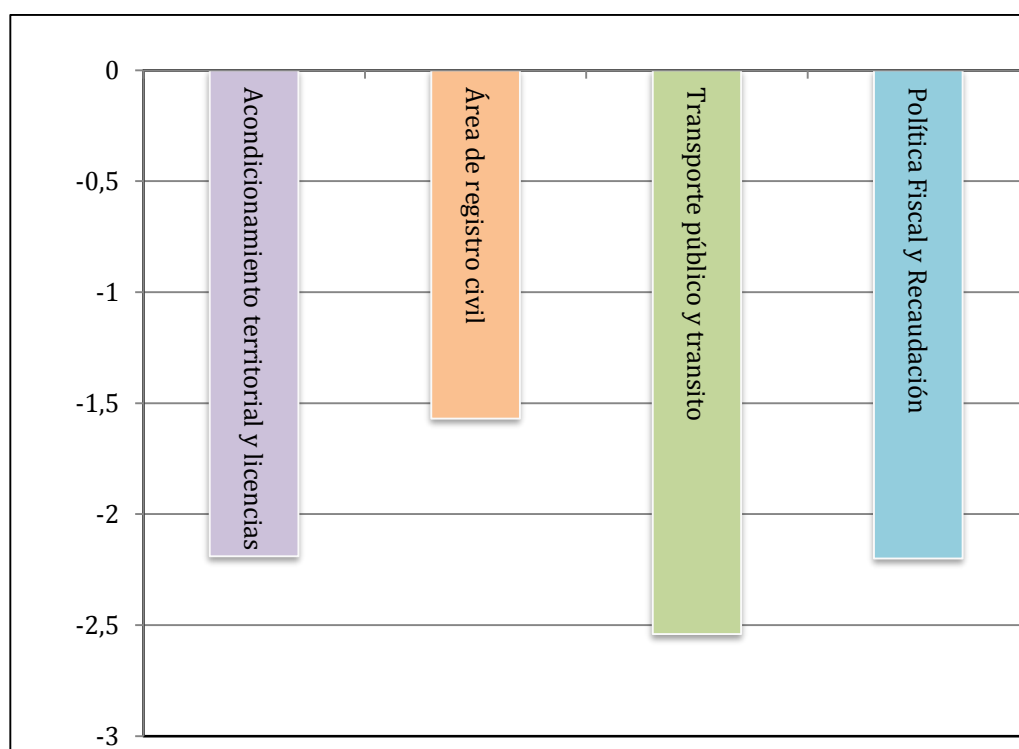 0
-0,5
-1
-1,5
-2
-2,5
-3
Acondicionamiento territorial y licencias
Área de registro civil
Transporte público y transito
Política Fiscal y Recaudación